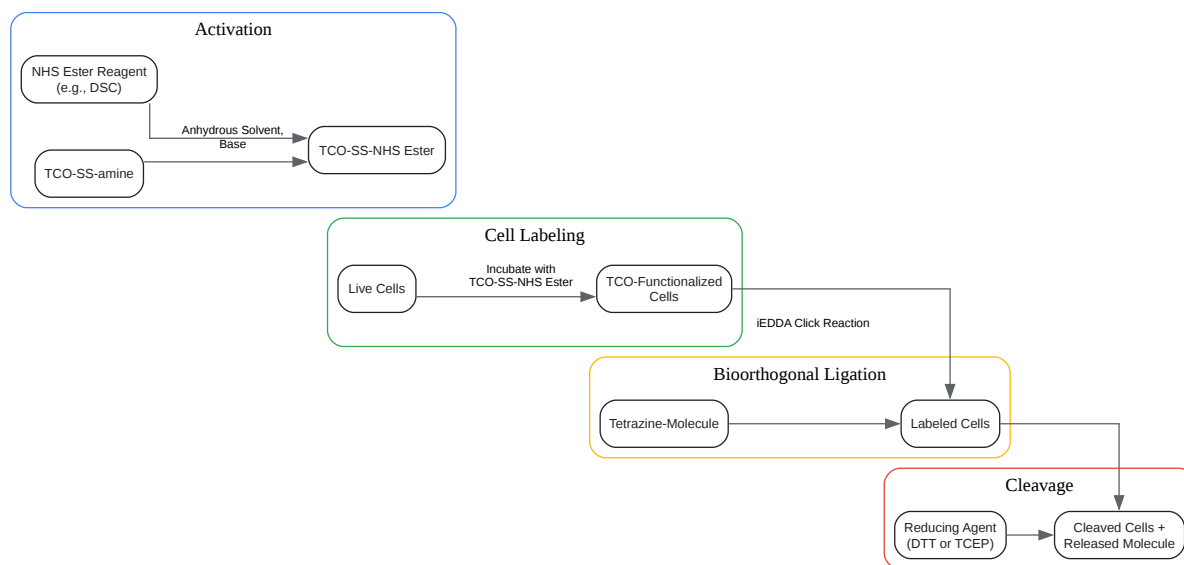 Activation
NHS Ester Reagent
(e.g., DSC)
Anhydrous Solvent,
Base
TCO-SS-NHS Ester
TCO-SS-amine
Cell Labeling
Live Cells
Incubate with
TCO-SS-NHS Ester
TCO-Functionalized
Cells
iEDDA Click Reaction
Bioorthogonal Ligation
Tetrazine-Molecule
Labeled Cells
Cleavage
Reducing Agent
(DTT or TCEP)
Cleaved Cells +
Released Molecule